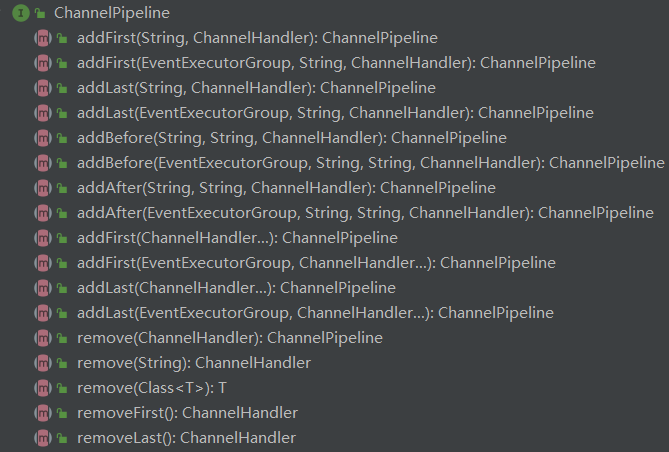 I ChannelPipeline
m addFirst(String, ChannelHandler): ChannelPipeline
m addFirst(EventExecutorGroup, String, ChannelHandler): ChannelPipeline
m addLast(String, ChannelHandler): ChannelPipeline
m addLast(EventExecutorGroup, String, ChannelHandler): ChannelPipeline
m addBefore(String, String, ChannelHandler): ChannelPipeline
m addBefore(EventExecutorGroup, String, String, ChannelHandler): ChannelPipeline
m addAfter(String, String, ChannelHandler): ChannelPipeline
m addAfter(EventExecutorGroup, String, String, ChannelHandler): ChannelPipeline
m addFirst(ChannelHandler...): ChannelPipeline
m addFirst(EventExecutorGroup, ChannelHandler...): ChannelPipeline
m addLast(ChannelHandler...): ChannelPipeline
m addLast(EventExecutorGroup, ChannelHandler...): ChannelPipeline
m remove(ChannelHandler): ChannelPipeline
m remove(String): ChannelHandler
m remove(Class<T>): T
m removeFirst(): ChannelHandler
m removeLast(): ChannelHandler